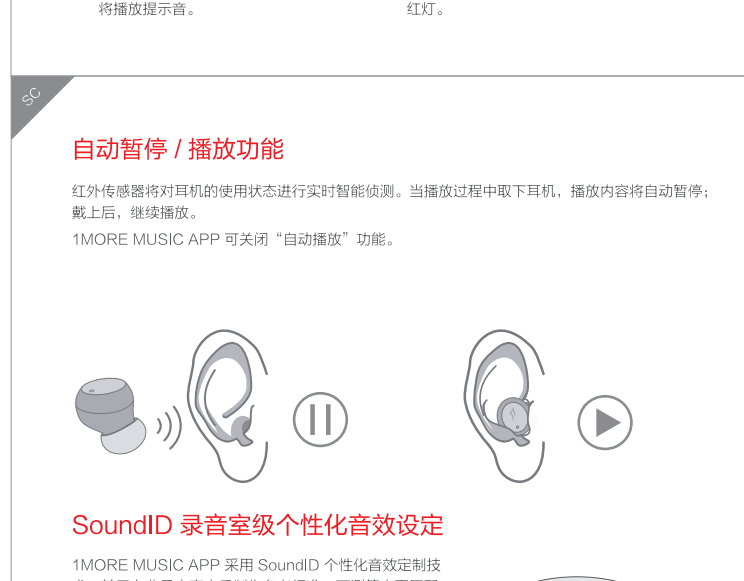 将播放提示音。
红灯。
SC
自动暂停 / 播放功能
红外传感器将对耳机的使用状态进行实时智能侦测。当播放过程中取下耳机，播放内容将自动暂停；
戴上后，继续播放。
1MORE MUSIC APP 可关闭“自动播放”功能。
SoundID 录音室级个性化音效设定
1MORE MUSIC APP 采用 SoundID 个性化音效定制技